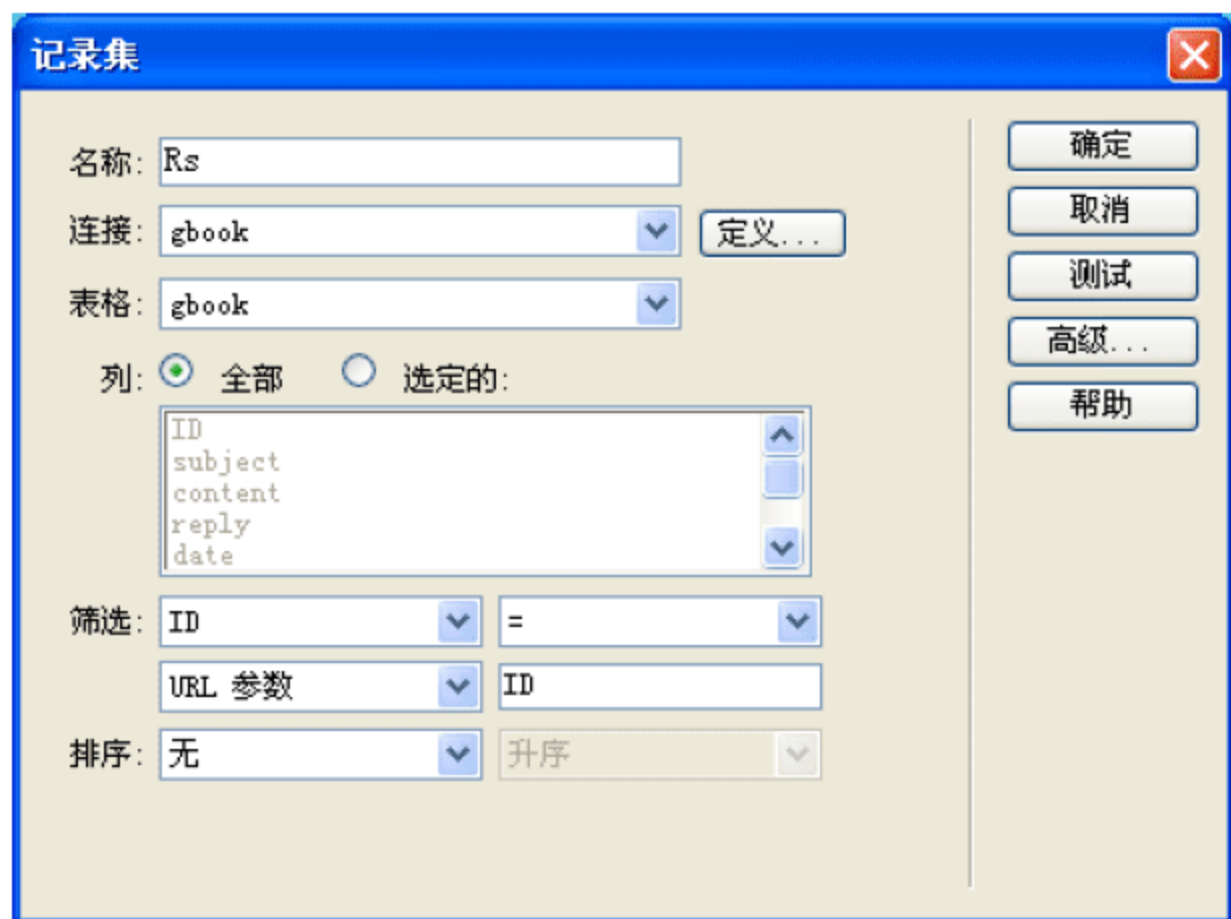 记录集
名称: Rs
连接: gbook 定义...
表格: gbook
列: 全部 选定的:
ID
subject
content
reply
date
筛选: ID =
URL 参数 ID
排序: 无 升序
确定
取消
测试
高级...
帮助